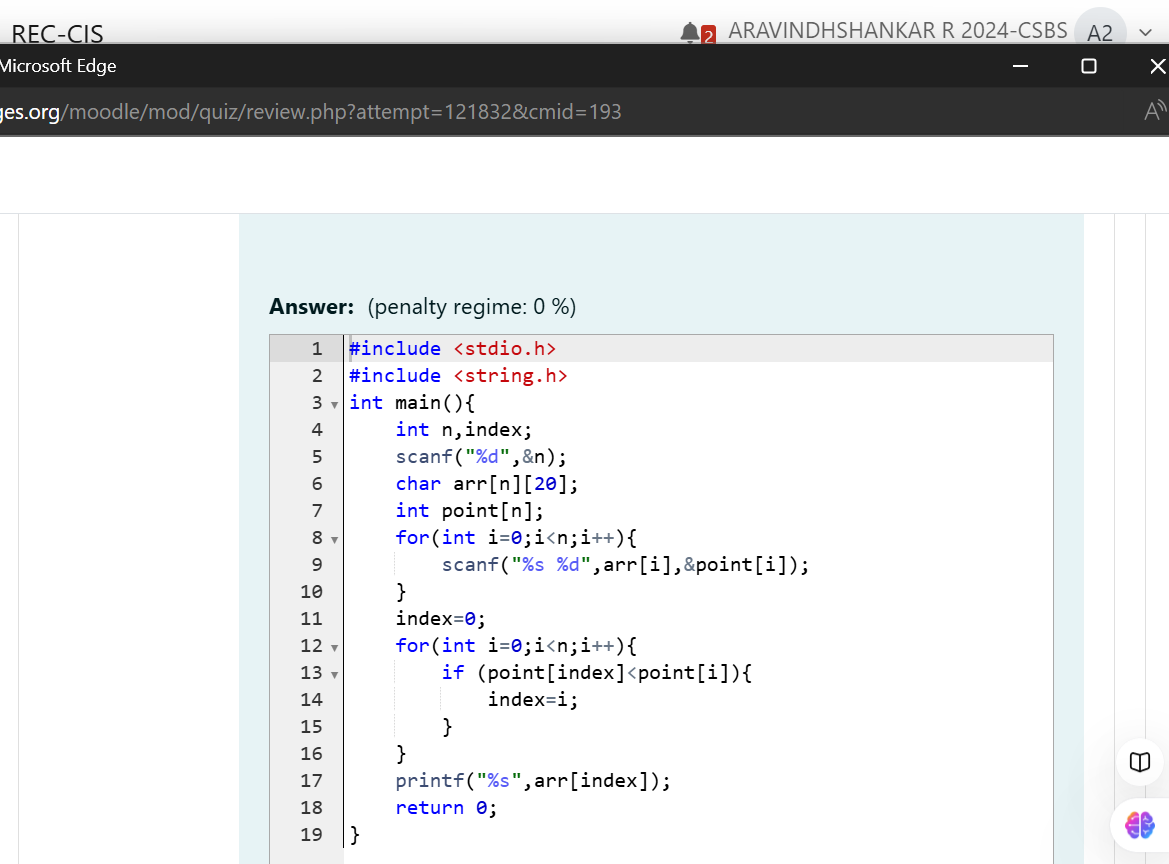 REC-CIS
2 ARAVINDHSHANKAR R 2024-CSBS A2
Microsoft Edge
ges.org/moodle/mod/quiz/review.php?attempt=121832&cmid=193
Answer: (penalty regime: 0 %)
1 #include <stdio.h>
2 #include <string.h>
3 int main(){
4     int n,index;
5     scanf("%d",&n);
6     char arr[n][20];
7     int point[n];
8     for(int i=0;i<n;i++){
9         scanf("%s %d",arr[i],&point[i]);
10     }
11     index=0;
12     for(int i=0;i<n;i++){
13         if (point[index]<point[i]){
14             index=i;
15         }
16     }
17     printf("%s",arr[index]);
18     return 0;
19 }